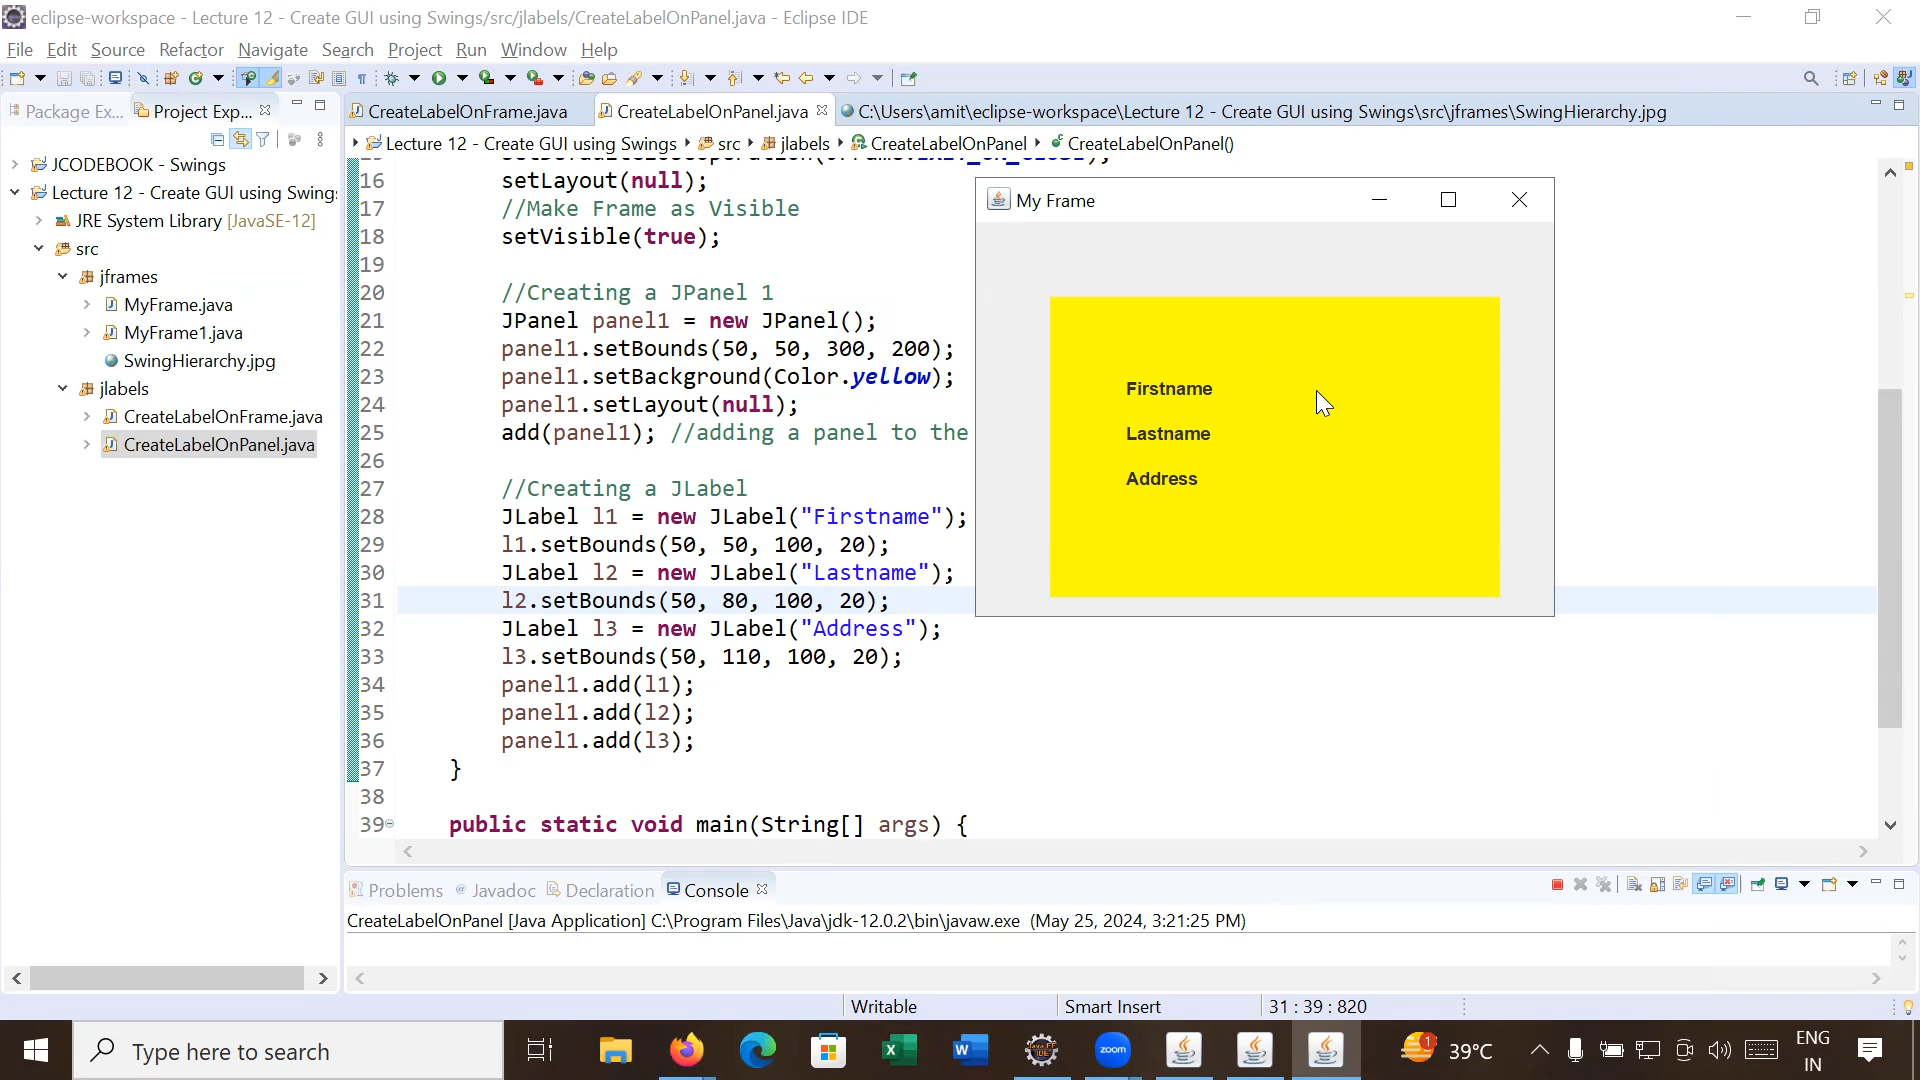 eclipse-workspace - Lecture 12 - Create GUI using Swings/src/jlabels/CreateLabelOnPanel.java - Eclipse IDE
File Edit Source Refactor Navigate Search Project Run Window Help
Package Ex... Project Exp...
CreateLabelOnFrame.java CreateLabelOnPanel.java C:\Users\amit\eclipse-workspace\Lecture 12 - Create GUI using Swings\src\jframes\SwingHierarchy.jpg
Lecture 12 - Create GUI using Swings src jlabels CreateLabelOnPanel CreateLabelOnPanel()
JCODEBOOK - Swings
Lecture 12 - Create GUI using Swing
JRE System Library [JavaSE-12]
src
jframes
MyFrame.java
MyFrame1.java
SwingHierarchy.jpg
jlabels
CreateLabelOnFrame.java
CreateLabelOnPanel.java
16 setLayout(null);
17 //Make Frame as Visible
18 setVisible(true);
19
20 //Creating a JPanel 1
21 JPanel panel1 = new JPanel();
22 panel1.setBounds(50, 50, 300, 200);
23 panel1.setBackground(Color.yellow);
24 panel1.setLayout(null);
25 add(panel1); //adding a panel to the
26
27 //Creating a JLabel
28 JLabel l1 = new JLabel("Firstname");
29 l1.setBounds(50, 50, 100, 20);
30 JLabel l2 = new JLabel("Lastname");
31 l2.setBounds(50, 80, 100, 20);
32 JLabel l3 = new JLabel("Address");
33 l3.setBounds(50, 110, 100, 20);
34 panel1.add(l1);
35 panel1.add(l2);
36 panel1.add(l3);
37 }
38
39 public static void main(String[] args) {
My Frame
Firstname
Lastname
Address
Problems Javadoc Declaration Console
CreateLabelOnPanel [Java Application] C:\Program Files\Java\jdk-12.0.2\bin\javaw.exe (May 25, 2024, 3:21:25 PM)
Writable Smart Insert 31 : 39 : 820
Type here to search
zoom
1 39°C
ENG
IN